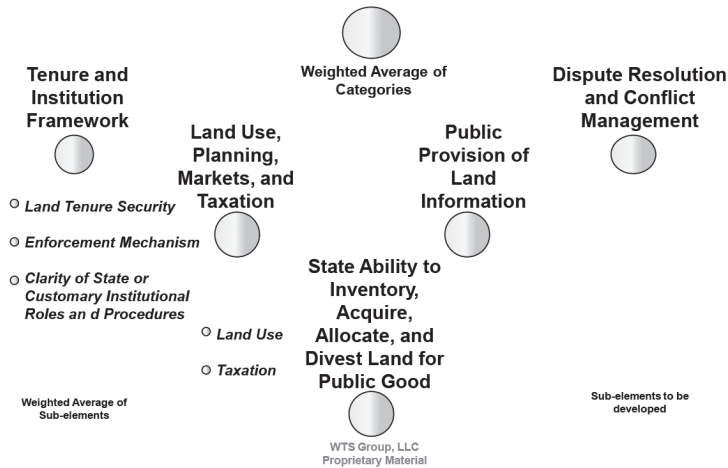 Weighted Average of
Categories
Tenure and
Institution
Framework
Dispute Resolution
and Conflict
Management
Land Use,
Planning,
Markets, and
Taxation
Public
Provision of
Land
Information
Land Tenure Security
Enforcement Mechanism
Clarity of State or
Customary Institutional
Roles an d Procedures
State Ability to
Inventory,
Acquire,
Allocate, and
Divest Land for
Public Good
Land Use
Taxation
Weighted Average of
Sub-elements
Sub-elements to be
developed
WTS Group, LLC
Proprietary Material